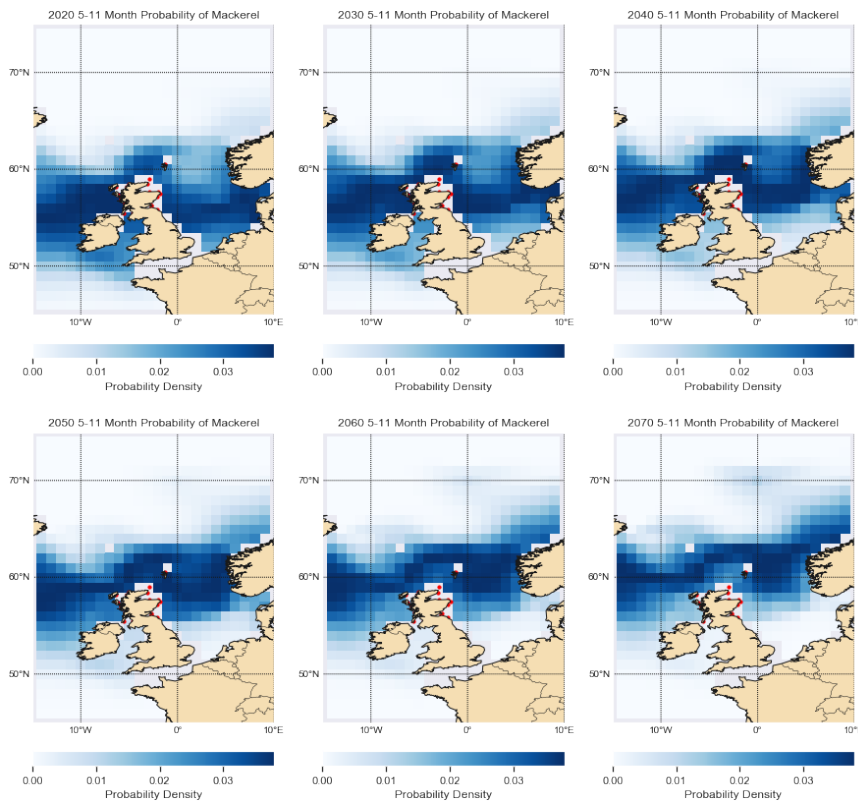 2020 5-11 Month Probability of Mackerel
2030 5-11 Month Probability of Mackerel
2040 5-11 Month Probability of Mackerel
70°N
70°N
70°N
60°N
60°N
60°N
50°N
50°N
50°N
10°W 0° 10°E
10°W 0° 10°E
10°W 0° 10°
0.00 0.01 0.02 0.03
0.00 0.01 0.02 0.03
0.00 0.01 0.02 0.03
Probability Density
Probability Density
Probability Density
2050 5-11 Month Probability of Mackerel
2060 5-11 Month Probability of Mackerel
2070 5-11 Month Probability of Mackerel
70°N
70°N
70°N
60°N
60°N
60°N
50°N
50°N
50°N
10°W 0° 10°E
10°W 0° 10°E
10°W 0° 10°
0.00 0.01 0.02 0.03
0.00 0.01 0.02 0.03
0.00 0.01 0.02 0.03
Probability Density
Probability Density
Probability Density